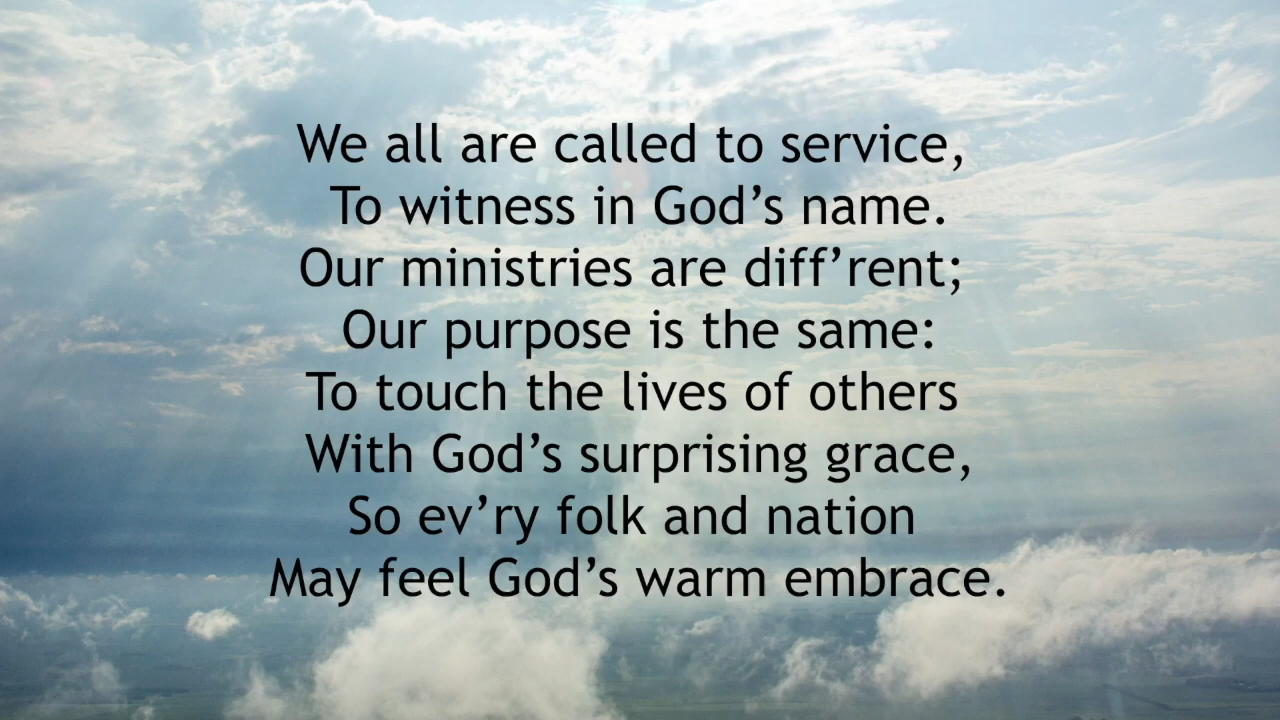 We all are called to service,
To witness in God’s name.
Our ministries are diff’rent;
Our purpose is the same:
To touch the lives of others
With God’s surprising grace,
So ev’ry folk and nation
May feel God’s warm embrace.